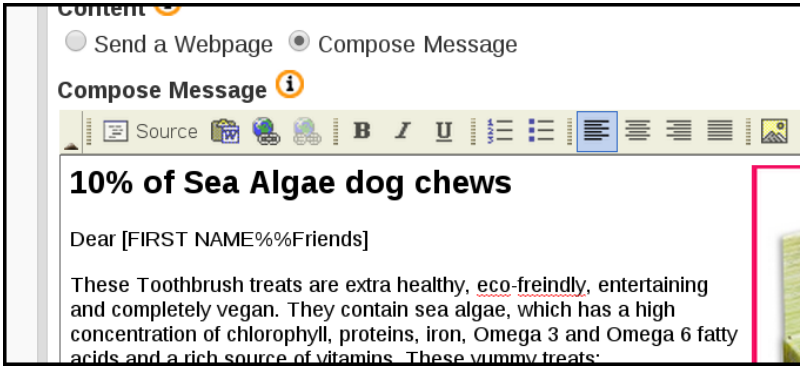 Content
Send a Webpage Compose Message
Compose Message i
Source B I U
10% of Sea Algae dog chews
Dear [FIRST NAME%%Friends]
These Toothbrush treats are extra healthy, eco-freindly, entertaining
and completely vegan. They contain sea algae, which has a high
concentration of chlorophyll, proteins, iron, Omega 3 and Omega 6 fatty
acids and a rich source of vitamins. These yummy treats: